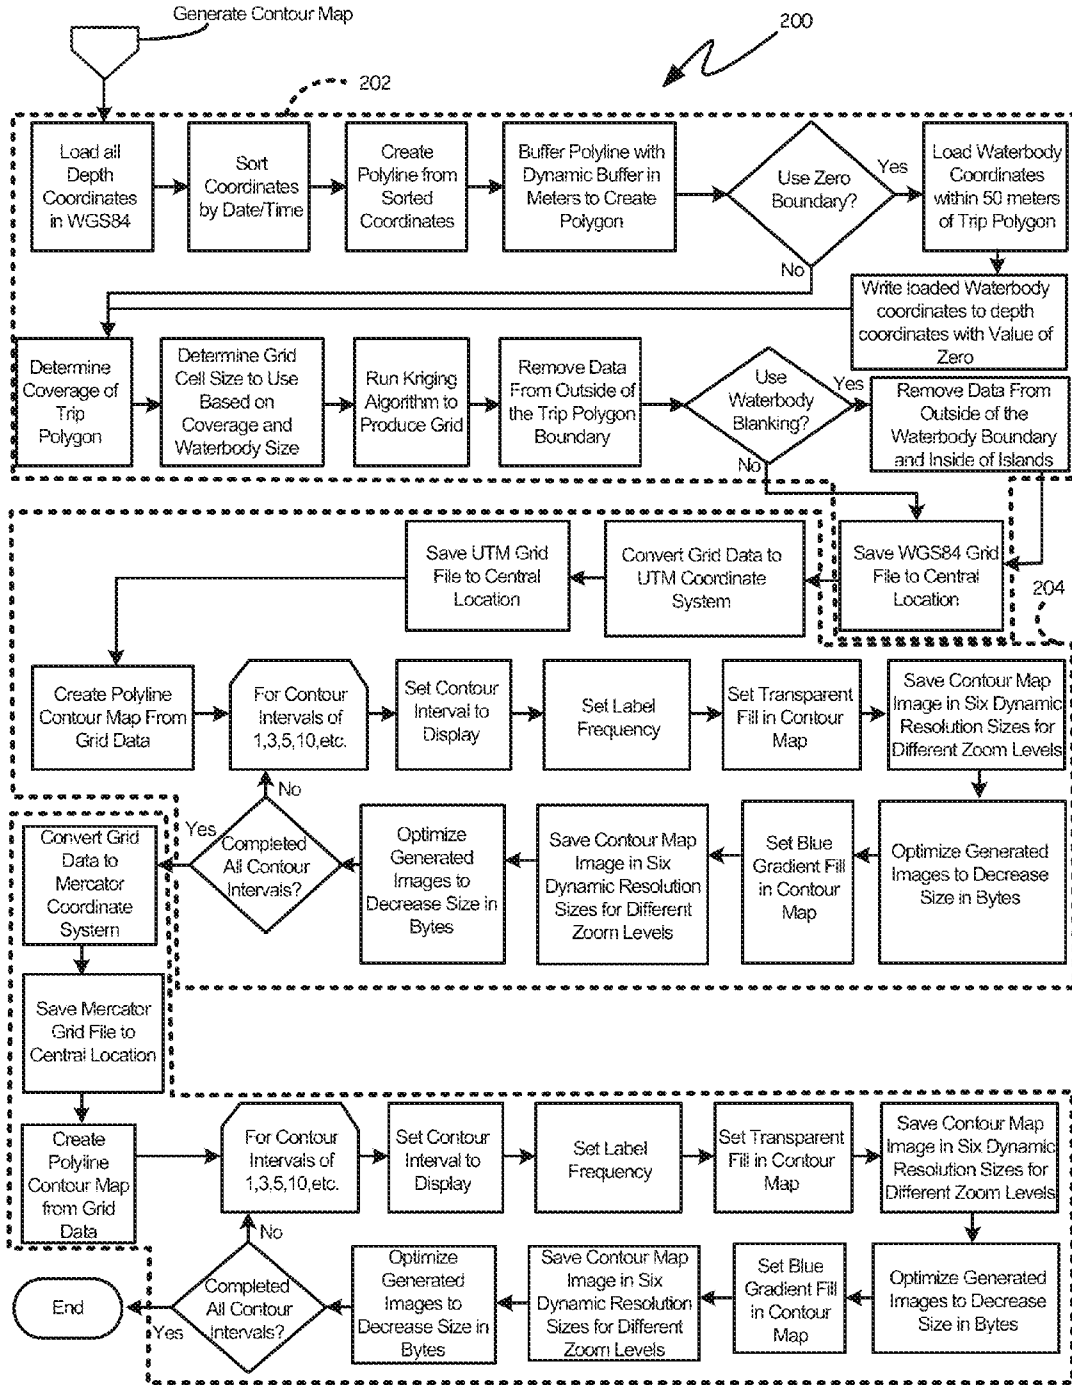 Generate Contour Map
200
202
Load all
Depth
Coordinates
in WGS84
Sort
Coordinates
by Date/Time
Create
Polyline from
Sorted
Coordinates
Buffer Polyline with
Dynamic Buffer in
Meters to Create
Polygon
Use Zero
Boundary?
Yes
No
Load Waterbody
Coordinates
within 50 meters
of Trip Polygon
Write loaded Waterbody
coordinates to depth
coordinates with Value of
Zero
Determine
Coverage of
Trip
Polygon
Determine Grid
Cell Size to Use
Based on
Coverage and
Waterbody Size
Run Kriging
Algorithm to
Produce Grid
Remove Data
From Outside of
the Trip Polygon
Boundary
Use
Waterbody
Blanking?
Yes
No
Remove Data From
Outside of the
Waterbody Boundary
and Inside of Islands
Save WGS84 Grid
File to Central
Location
204
Convert Grid Data to
UTM Coordinate
System
Save UTM Grid
File to Central
Location
Create Polyline
Contour Map From
Grid Data
For Contour
Intervals of
1,3,5,10,etc.
Set Contour
Interval to
Display
Set Label
Frequency
Set Transparent
Fill in Contour
Map
Save Contour Map
Image in Six Dynamic
Resolution Sizes for
Different Zoom Levels
Optimize Generated
Images to Decrease
Size in Bytes
Set Blue
Gradient Fill
in Contour
Map
Save Contour Map
Image in Six
Dynamic Resolution
Sizes for Different
Zoom Levels
Optimize
Generated
Images to
Decrease Size in
Bytes
Completed
All Contour
Intervals?
No
Yes
Convert Grid
Data to
Mercator
Coordinate
System
Save Mercator
Grid File to
Central Location
Create
Polyline
Contour Map
from Grid
Data
For Contour
Intervals of
1,3,5,10,etc.
Set Contour
Interval to
Display
Set Label
Frequency
Set Transparent
Fill in Contour
Map
Save Contour Map
Image in Six Dynamic
Resolution Sizes for
Different Zoom Levels
Optimize Generated
Images to Decrease
Size in Bytes
Set Blue
Gradient Fill
in Contour
Map
Save Contour Map
Image in Six
Dynamic Resolution
Sizes for Different
Zoom Levels
Optimize
Generated
Images to
Decrease Size in
Bytes
Completed
All Contour
Intervals?
No
Yes
End